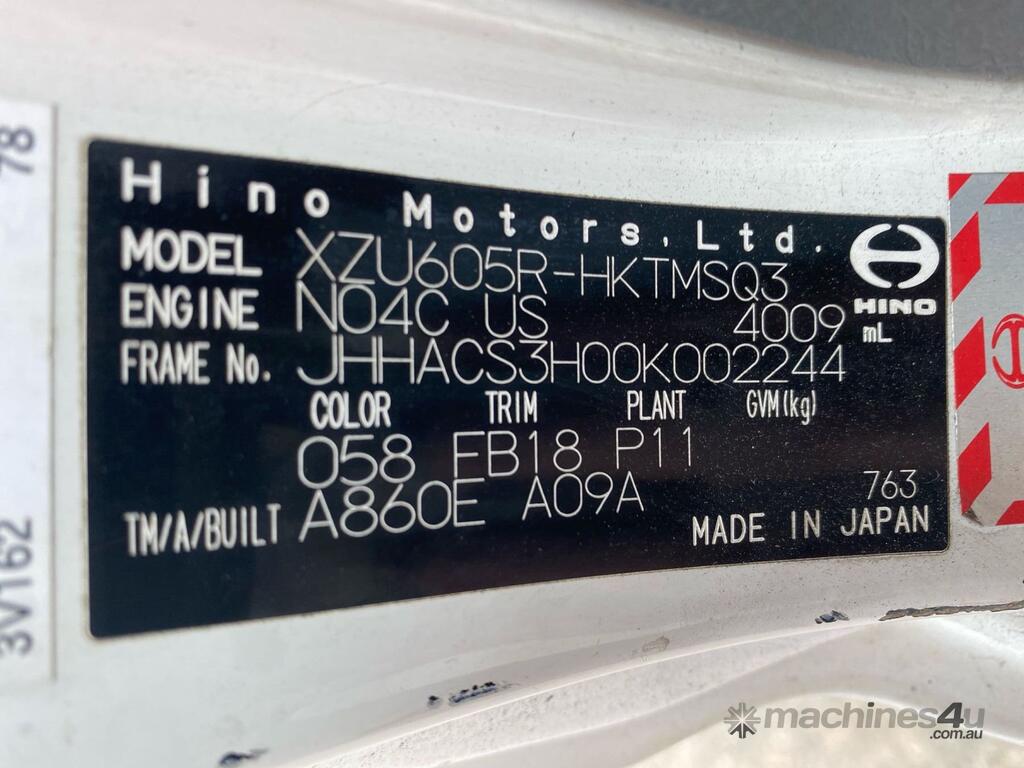 Hino Motors, Ltd.
MODEL XZU605R-HKTMSQ3
ENGINE N04C US 4009 mL
HINO
FRAME No. JHHACS3H00K002244
COLOR TRIM PLANT GVM(kg)
058 FB18 P11
TM/A/BUILT A860E A09A
763
MADE IN JAPAN
78
3V162
machines4u
.com.au